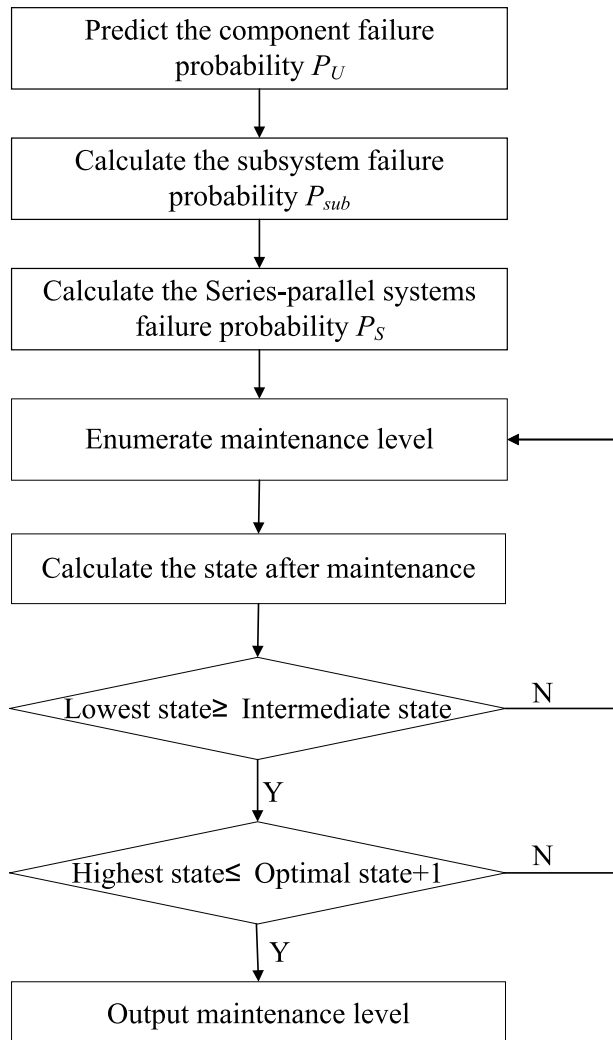 Predict the component failure
probability P_U
Calculate the subsystem failure
probability P_sub
Calculate the Series-parallel systems
failure probability P_S
Enumerate maintenance level
Calculate the state after maintenance
Lowest state≥ Intermediate state
N
Y
Highest state≤ Optimal state+1
N
Y
Output maintenance level